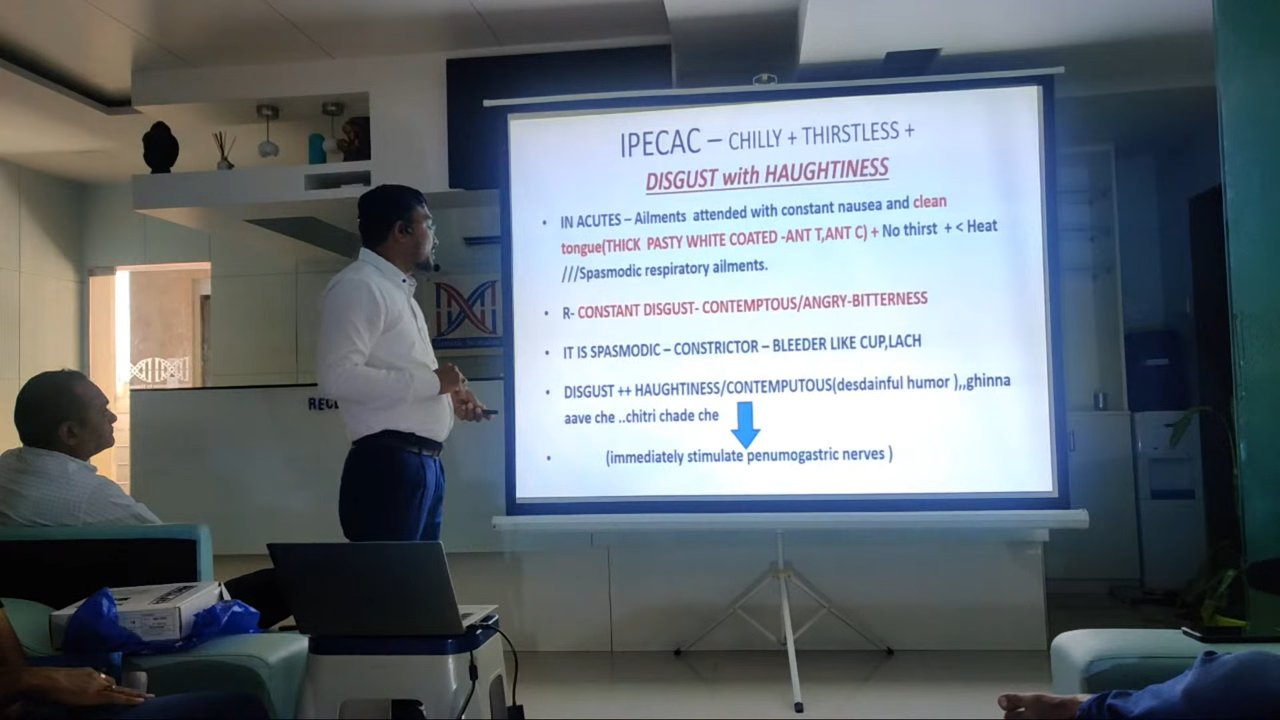 IPECAC – CHILLY + THIRSTLESS +
DISGUST with HAUGHTINESS
• IN ACUTES – Ailments attended with constant nausea and clean
tongue(THICK PASTY WHITE COATED -ANT T,ANT C) + No thirst + < Heat
///Spasmodic respiratory ailments.
• R- CONSTANT DISGUST- CONTEMPTOUS/ANGRY-BITTERNESS
• IT IS SPASMODIC – CONSTRICTOR – BLEEDER LIKE CUP,LACH
• DISGUST ++ HAUGHTINESS/CONTEMPUTOUS(desdainful humor ),,ghinna
aave che ..chitri chade che
• (immediately stimulate penumogastric nerves )